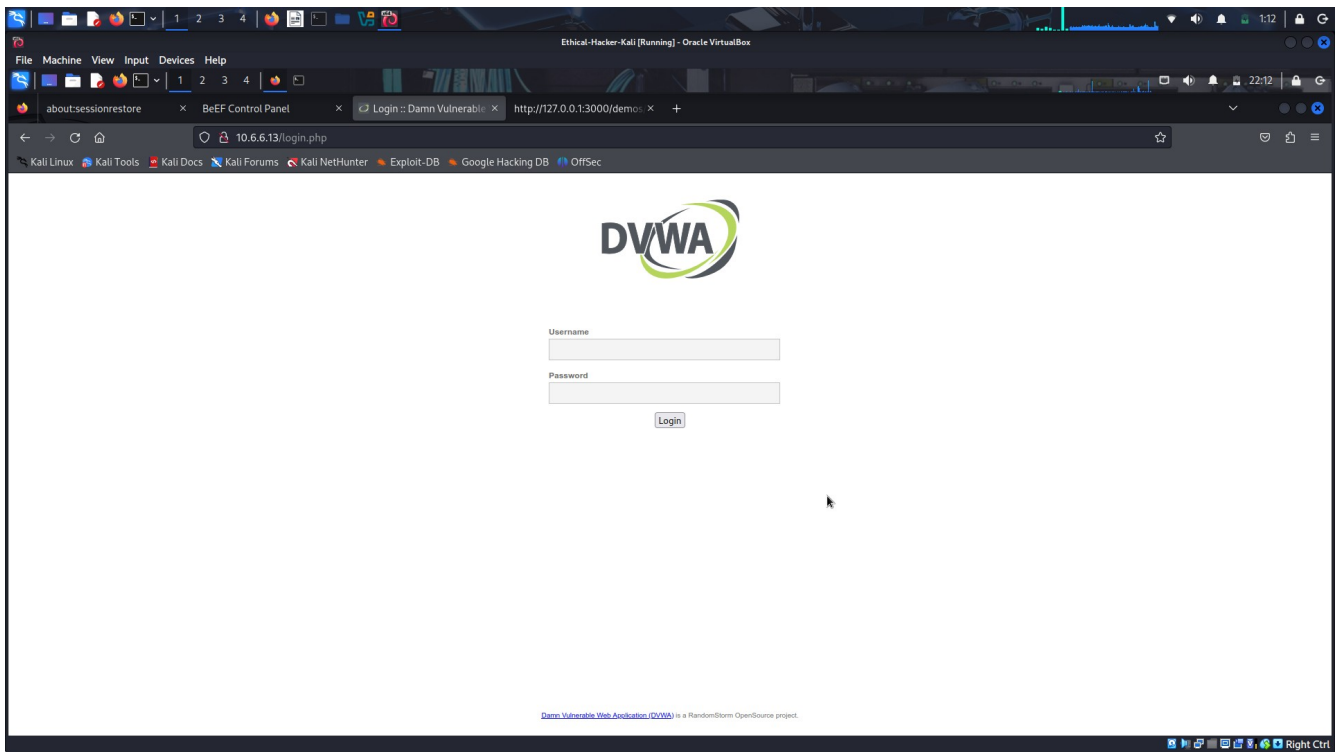 1 2 3 4
1:12
Ethical-Hacker-Kali [Running] - Oracle VirtualBox
File Machine View Input Devices Help
1 2 3 4
22:12
about:sessionrestore
BeEF Control Panel
Login :: Damn Vulnerable
http://127.0.0.1:3000/demos
10.6.6.13/login.php
Kali Linux Kali Tools Kali Docs Kali Forums Kali NetHunter Exploit-DB Google Hacking DB OffSec
DVWA
Username
Password
Login
Damn Vulnerable Web Application (DVWA) is a RandomStorm OpenSource project.
Right Ctrl